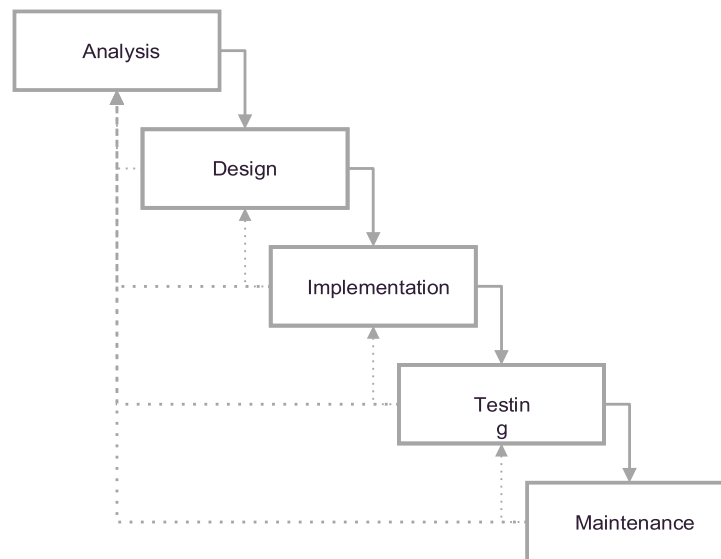 Analysis
Design
Implementation
Testin
g
Maintenance